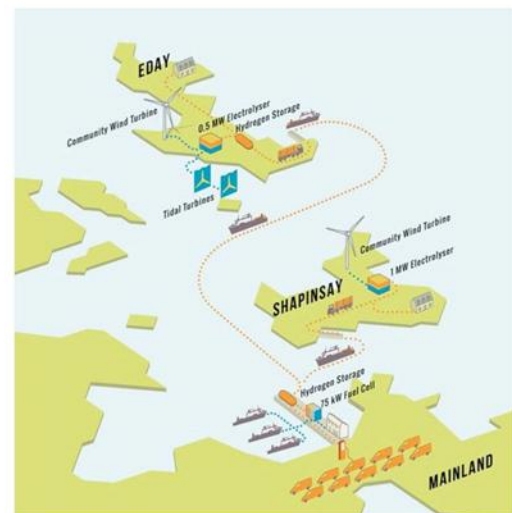 EDAY
Community Wind Turbine
0.5 MW Electrolyser
Hydrogen Storage
Tidal Turbines
Community Wind Turbine
1 MW Electrolyser
SHAPINSAY
Hydrogen Storage
75 kW Fuel Cell
MAINLAND